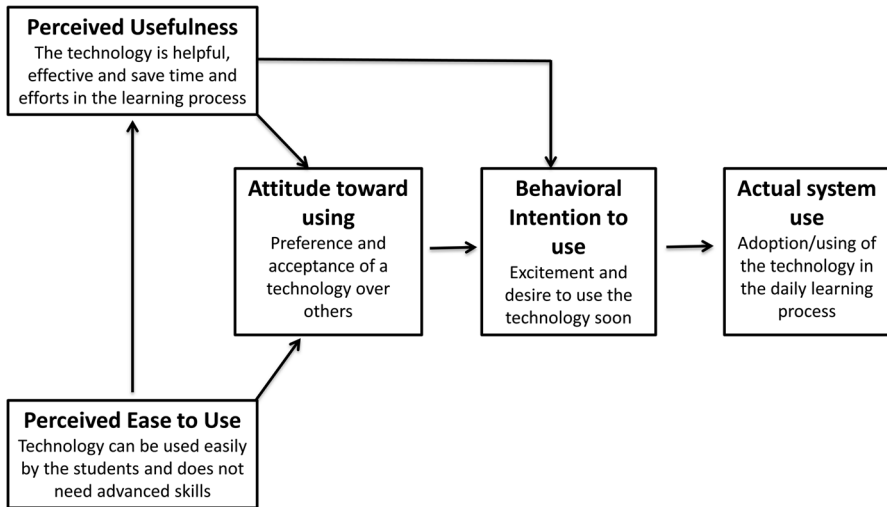 Perceived Usefulness
The technology is helpful,
effective and save time and
efforts in the learning process
Attitude toward
using
Preference and
acceptance of a
technology over
others
Behavioral
Intention to
use
Excitement and
desire to use the
technology soon
Actual system
use
Adoption/using of
the technology in
the daily learning
process
Perceived Ease to Use
Technology can be used easily
by the students and does not
need advanced skills